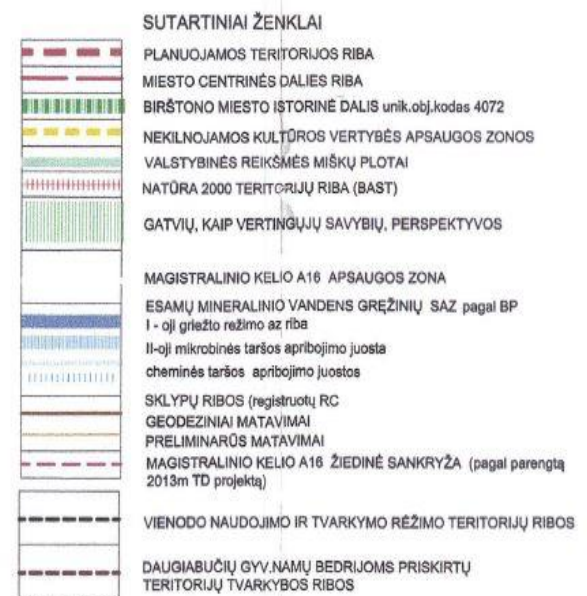 SUTARTINIAI ŽENKLAI
PLANUOJAMOS TERITORIJOS RIBA
MIESTO CENTRINĖS DALIES RIBA
BIRŠTONO MIESTO ISTORINĖ DALIS unik.obj.kodas 4072
NEKILNOJAMOS KULTŪROS VERTYBĖS APSAUGOS ZONOS
VALSTYBINĖS REIKŠMĖS MIŠKŲ PLOTAI
NATŪRA 2000 TERITORIJŲ RIBA (BAST)
GATVIŲ, KAIP VERTINGŲJŲ SAVYBIŲ, PERSPEKTYVOS
MAGISTRALINIO KELIO A16 APSAUGOS ZONA
ESAMŲ MINERALINIO VANDENS GRĘŽINIŲ SAZ pagal BP
I - oji griežto režimo az riba
II-oji mikrobinės taršos apribojimo juosta
cheminės taršos apribojimo juostos
SKLYPŲ RIBOS (registruotų RC
GEODEZINIAI MATAVIMAI
PRELIMINARŪS MATAVIMAI
MAGISTRALINIO KELIO A16 ŽIEDINĖ SANKRYŽA (pagal parengtą
2013m TD projektą)
VIENODO NAUDOJIMO IR TVARKYMO RĖŽIMO TERITORIJŲ RIBOS
DAUGIABUČIŲ GYV.NAMŲ BEDRIJOMS PRISKIRTŲ
TERITORIJŲ TVARKYBOS RIBOS